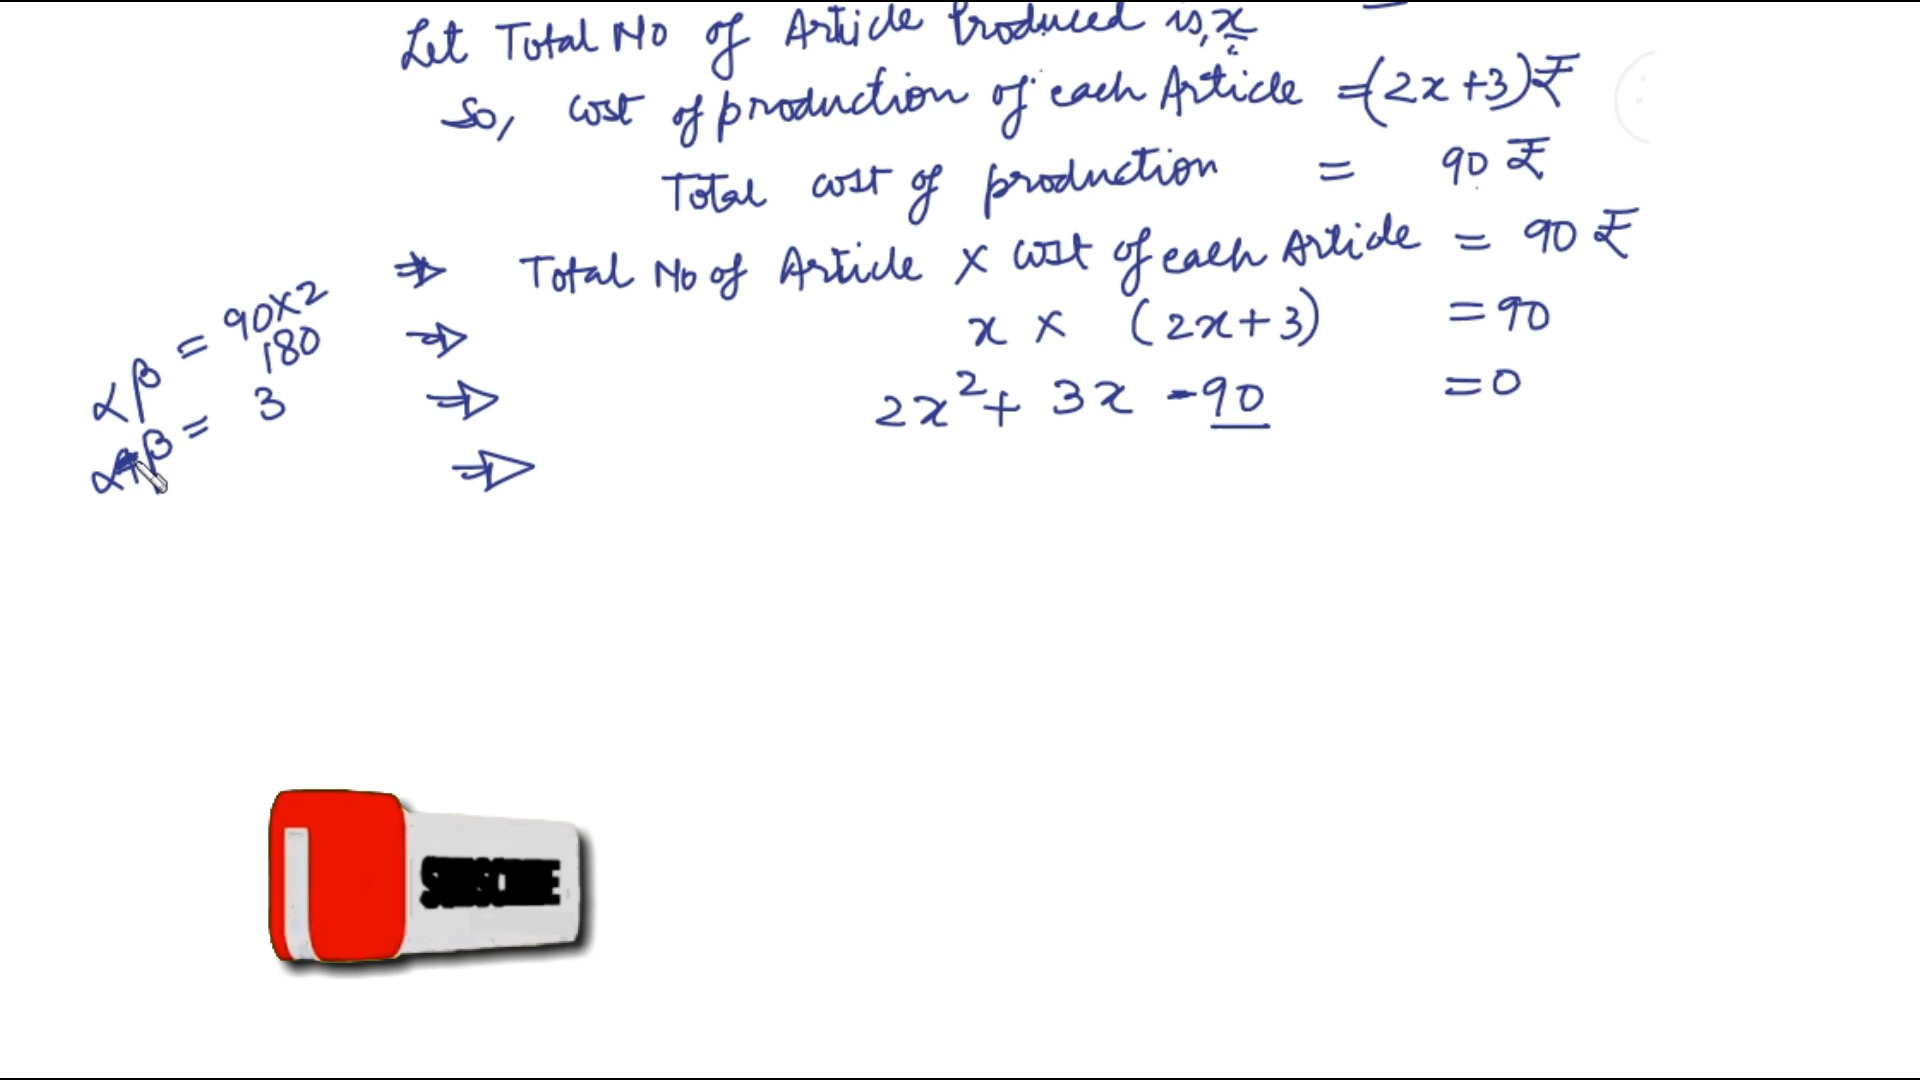 Let Total No of Article Produced is, x
So, cost of production of each Article = (2x+3)₹
Total cost of production = 90 ₹
⇒ Total No of Article × cost of each Article = 90 ₹
⇒ x × (2x+3) = 90
⇒ 2x²+ 3x -90 = 0
⇒
αβ = 90×2
180
= 3
SUBSCRIBE